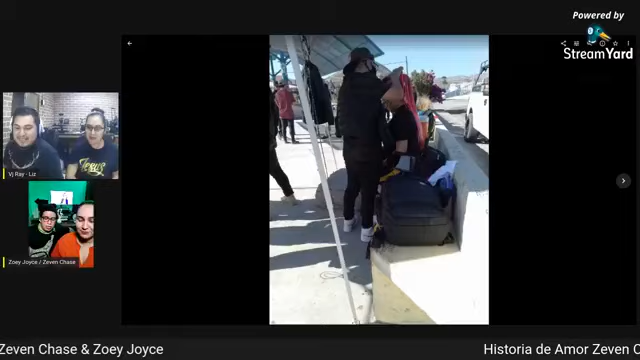 Powered by
StreamYard
Vj Ray - Liz
Zoey Joyce / Zeven Chase
Zeven Chase & Zoey Joyce
Historia de Amor Zeven C